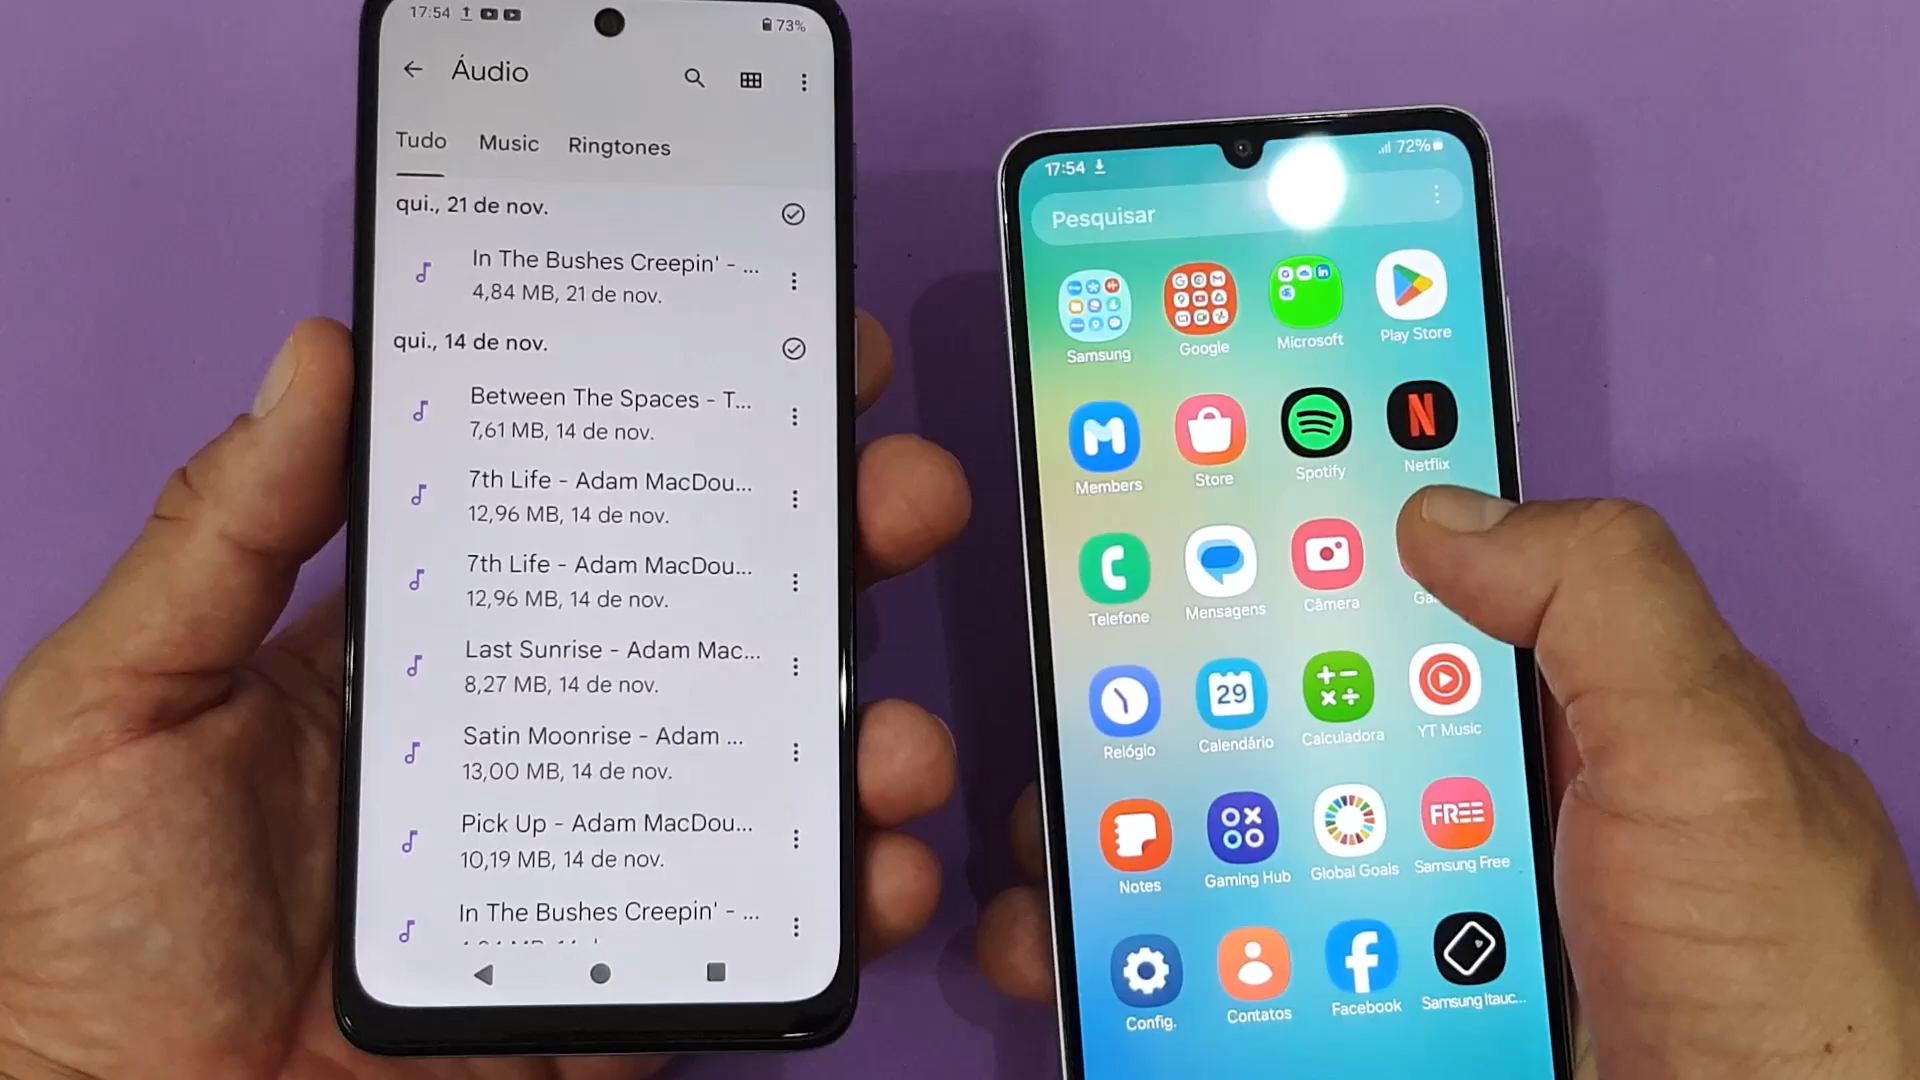 17:54
73%
Áudio
Tudo
Music
Ringtones
qui., 21 de nov.
In The Bushes Creepin' - ...
4,84 MB, 21 de nov.
qui., 14 de nov.
Between The Spaces - T...
7,61 MB, 14 de nov.
7th Life - Adam MacDou...
12,96 MB, 14 de nov.
7th Life - Adam MacDou...
12,96 MB, 14 de nov.
Last Sunrise - Adam Mac...
8,27 MB, 14 de nov.
Satin Moonrise - Adam ...
13,00 MB, 14 de nov.
Pick Up - Adam MacDou...
10,19 MB, 14 de nov.
In The Bushes Creepin' - ...
17:54
72%
Pesquisar
Samsung
Google
Microsoft
Play Store
Members
Store
Spotify
Netflix
Telefone
Mensagens
Câmera
Relógio
29
Calendário
Calculadora
YT Music
Notes
Gaming Hub
Global Goals
FREE
Samsung Free
Config.
Contatos
Facebook
Samsung Itauc...